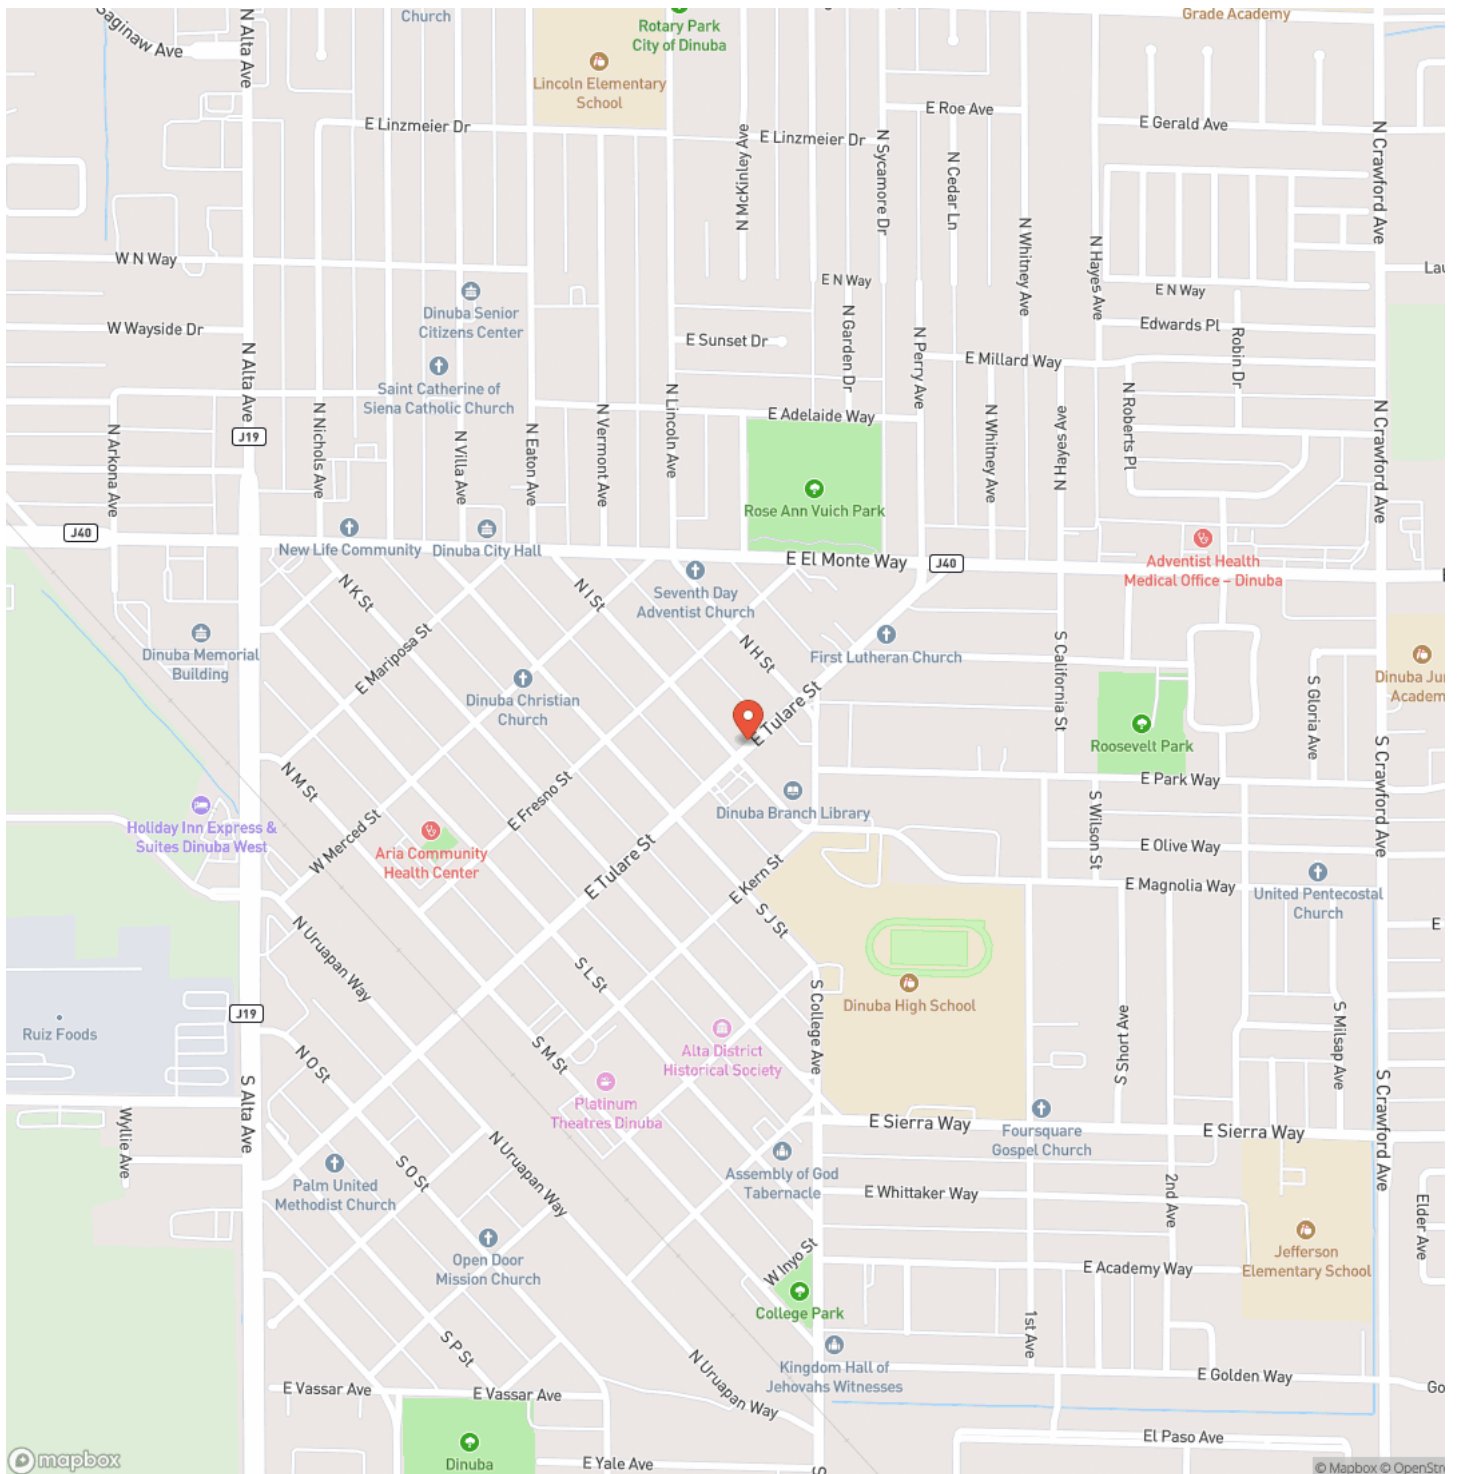 Saginaw Ave
N Alta Ave
Church
Rotary Park
City of Dinuba
Grade Academy
Lincoln Elementary
School
E Linzmeier Dr
E Linzmeier Dr
N McKinley Ave
N Sycamore Dr
E Roe Ave
N Cedar Ln
E Gerald Ave
N Crawford Ave
W N Way
N Whitney Ave
N Hayes Ave
E N Way
E N Way
Dinuba Senior
Citizens Center
W Wayside Dr
E Sunset Dr
N Garden Dr
N Perry Ave
Edwards Pl
Robin Dr
E Millard Way
N Alta Ave
Saint Catherine of
Siena Catholic Church
N Lincoln Ave
E Adelaide Way
N Nichols Ave
N Villa Ave
N Eaton Ave
N Vermont Ave
N Whitney Ave
N Hayes Ave
N Roberts Pl
N Crawford Ave
J19
N Arkona Ave
Rose Ann Vuich Park
J40
New Life Community
Dinuba City Hall
E El Monte Way
J40
Adventist Health
Medical Office – Dinuba
N K St
N I St
Seventh Day
Adventist Church
N H St
First Lutheran Church
Dinuba Memorial
Building
E Mariposa St
Dinuba Christian
Church
E Tulare St
S California St
S Gloria Ave
Roosevelt Park
E Park Way
S Crawford Ave
N M St
Holiday Inn Express &
Suites Dinuba West
W Merced St
Aria Community
Health Center
E Fresno St
E Tulare St
Dinuba Branch Library
E Kern St
S Wilson St
E Olive Way
E Magnolia Way
United Pentecostal
Church
E
S J St
N Uruapan Way
S L St
Dinuba High School
S College Ave
J19
Ruiz Foods
N O St
S M St
Alta District
Historical Society
Platinum
Theatres Dinuba
S Short Ave
S Milsap Ave
S Alta Ave
Wyllie Ave
E Sierra Way
Foursquare
Gospel Church
E Sierra Way
S Crawford Ave
Palm United
Methodist Church
S O St
N Uruapan Way
Assembly of God
Tabernacle
E Whittaker Way
2nd Ave
Elder Ave
Open Door
Mission Church
W Inyo St
E Academy Way
Jefferson
Elementary School
College Park
S P St
1st Ave
Kingdom Hall of
Jehovahs Witnesses
E Golden Way
N Uruapan Way
E Vassar Ave
E Vassar Ave
El Paso Ave
Dinuba
E Yale Ave
mapbox
© Mapbox ©